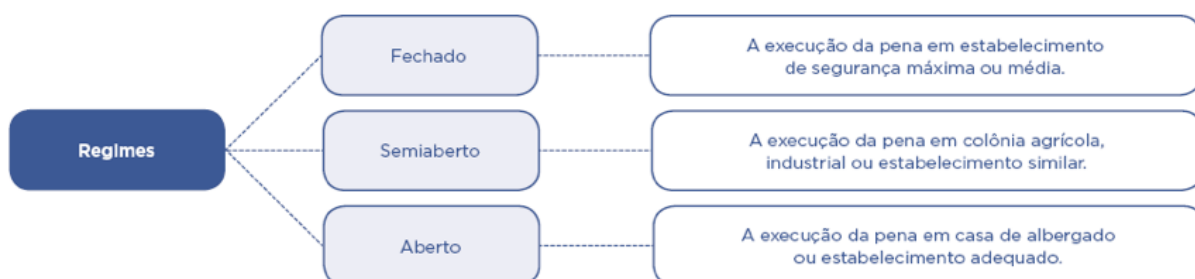 Regimes
Fechado
A execução da pena em estabelecimento
de segurança máxima ou média.
Semiaberto
A execução da pena em colônia agrícola,
industrial ou estabelecimento similar.
Aberto
A execução da pena em casa de albergado
ou estabelecimento adequado.